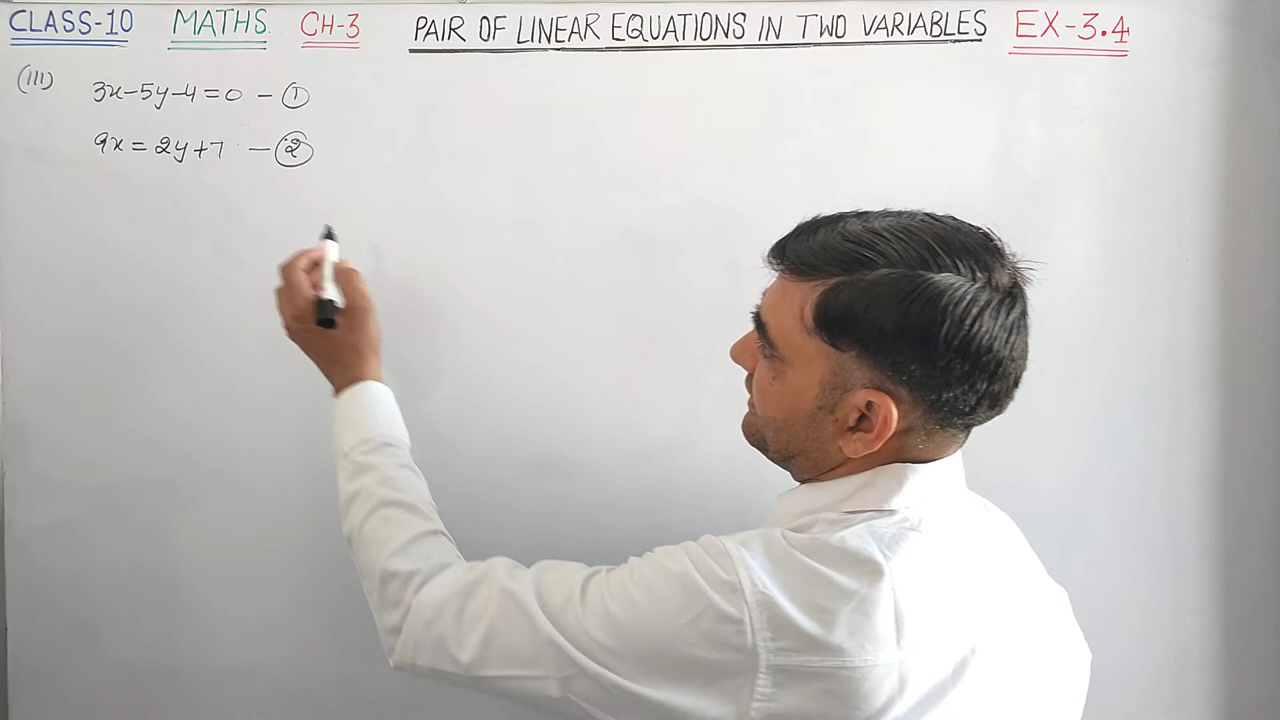 CLASS-10 MATHS. CH-3 PAIR OF LINEAR EQUATIONS IN TWO VARIABLES EX-3.4
(III) 3x-5y-4=0 - ①
9x=2y+7 - ②